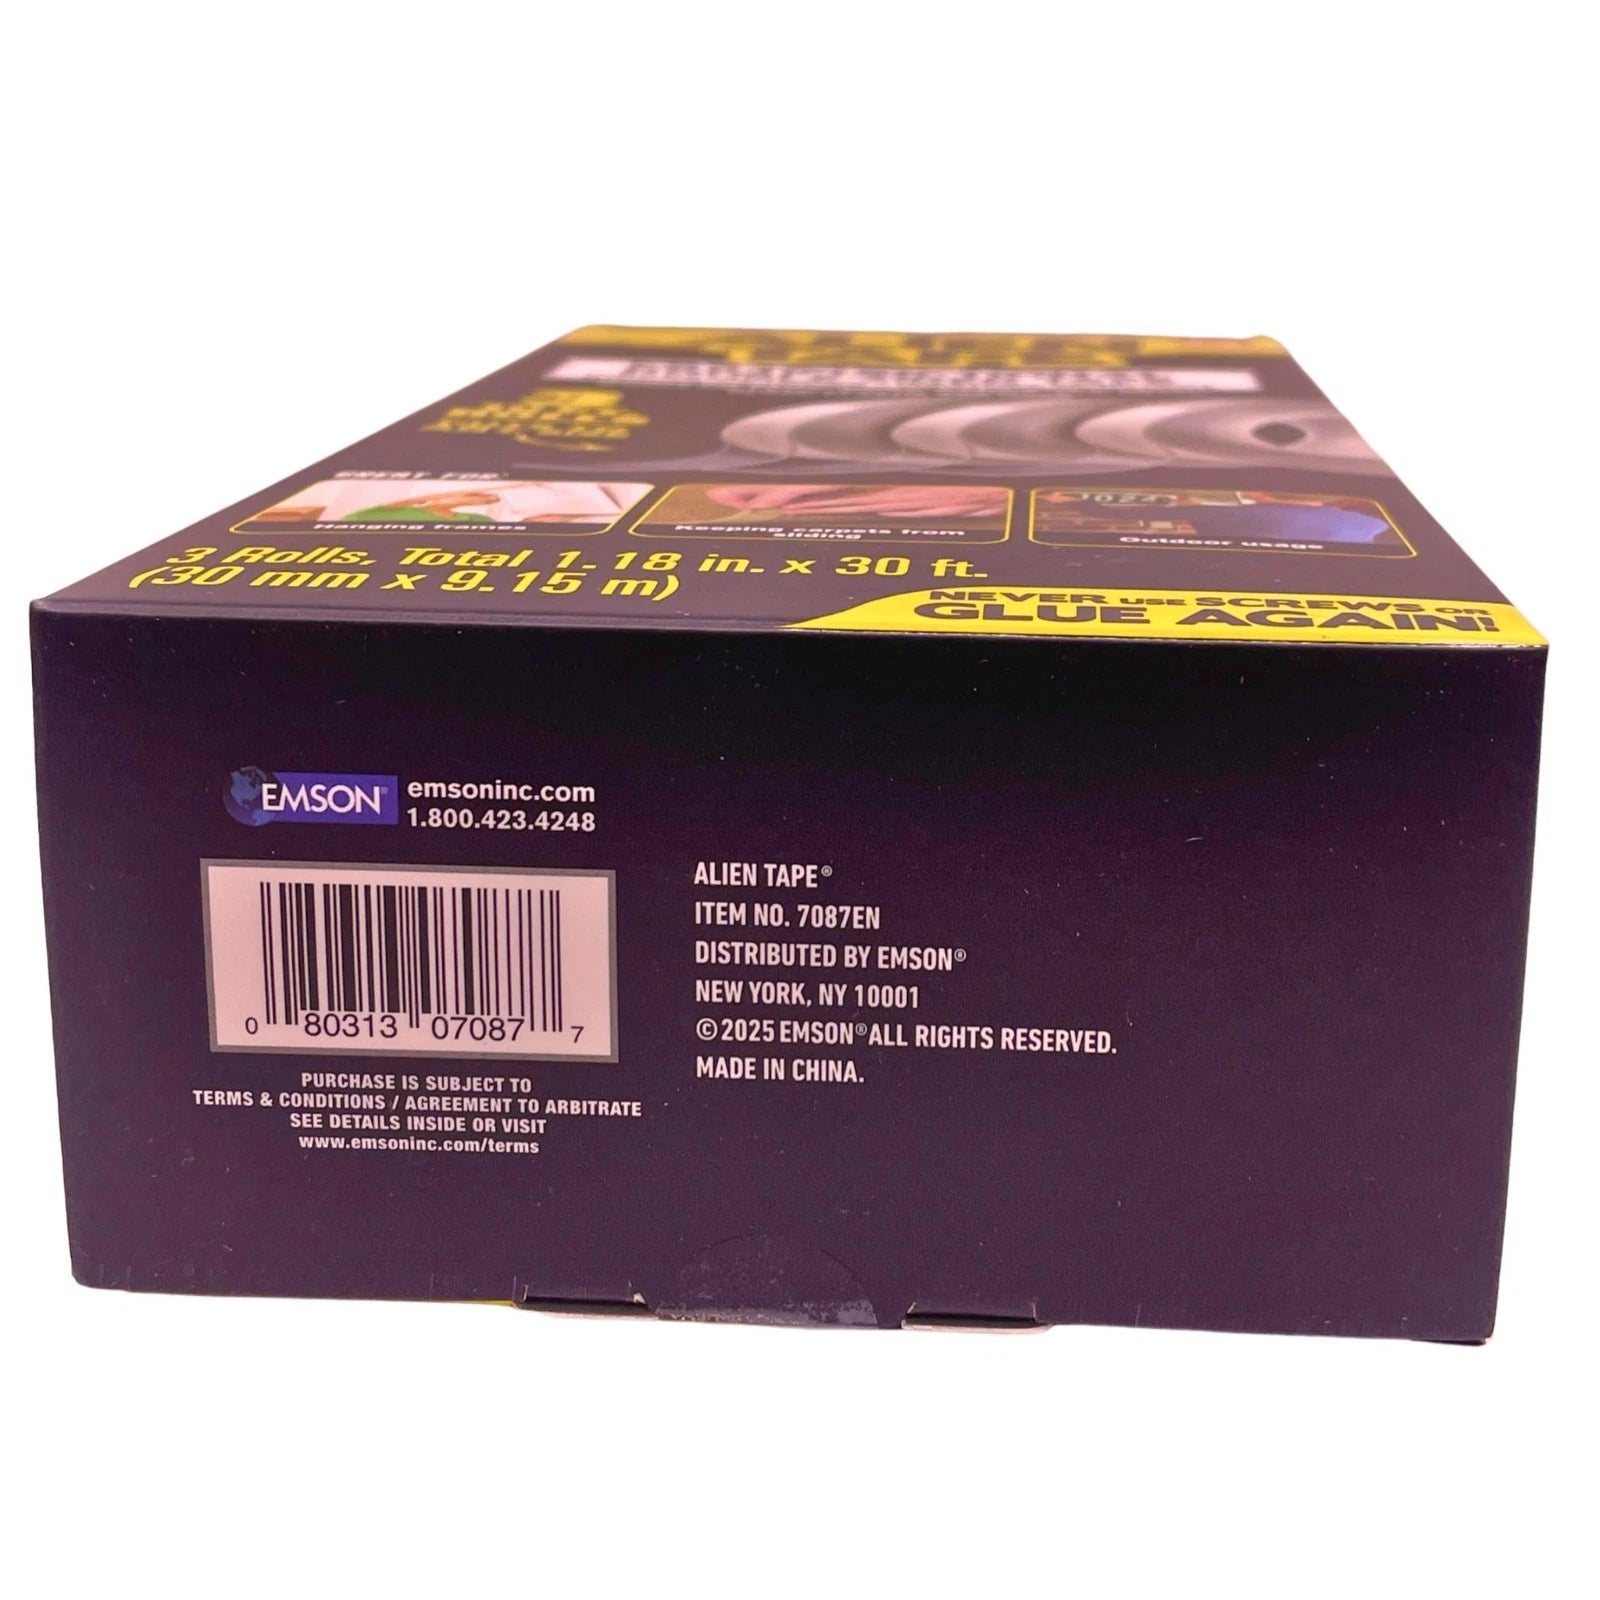 GREAT FOR
Hanging frames
Keeping carpets from
sliding
1024
Outdoor usage
3 Rolls, Total 1.18 in. x 30 ft.
(30 mm x 9.15 m)
NEVER USE SCREWS OR
GLUE AGAIN!
EMSON®
emsoninc.com
1.800.423.4248
0 80313 07087 7
PURCHASE IS SUBJECT TO
TERMS & CONDITIONS / AGREEMENT TO ARBITRATE
SEE DETAILS INSIDE OR VISIT
www.emsoninc.com/terms
ALIEN TAPE®
ITEM NO. 7087EN
DISTRIBUTED BY EMSON®
NEW YORK, NY 10001
©2025 EMSON® ALL RIGHTS RESERVED.
MADE IN CHINA.